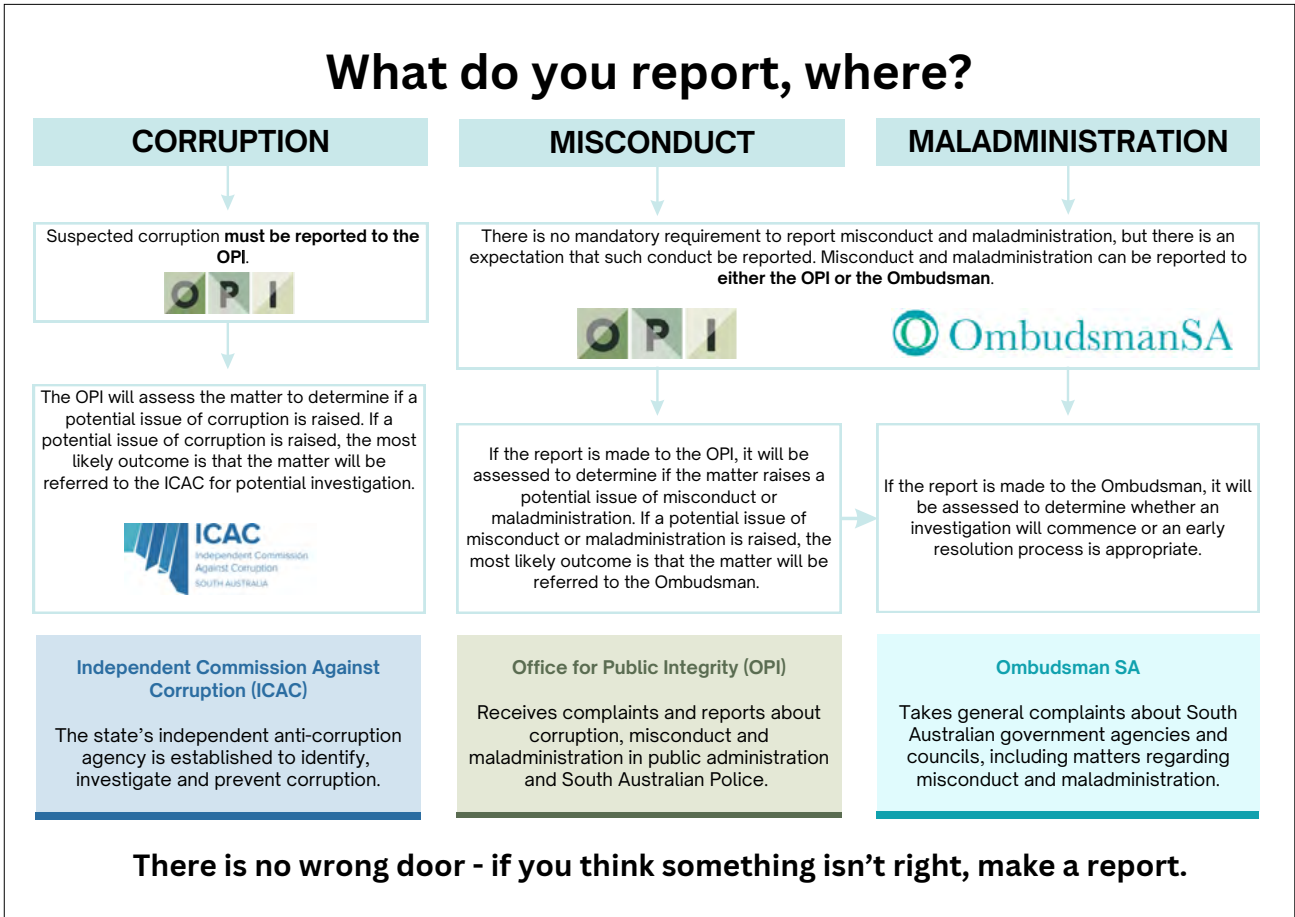 What do you report, where?
CORRUPTION
Suspected corruption must be reported to the
OPI.
OPI
The OPI will assess the matter to determine if a
potential issue of corruption is raised. If a
potential issue of corruption is raised, the most
likely outcome is that the matter will be
referred to the ICAC for potential investigation.
ICAC
Independent Commission
Against Corruption
SOUTH AUSTRALIA
MISCONDUCT
MALADMINISTRATION
There is no mandatory requirement to report misconduct and maladministration, but there is an
expectation that such conduct be reported. Misconduct and maladministration can be reported to
either the OPI or the Ombudsman.
OPI
OmbudsmanSA
If the report is made to the OPI, it will be
assessed to determine if the matter raises a
potential issue of misconduct or
maladministration. If a potential issue of
misconduct or maladministration is raised, the
most likely outcome is that the matter will be
referred to the Ombudsman.
If the report is made to the Ombudsman, it will
be assessed to determine whether an
investigation will commence or an early
resolution process is appropriate.
Independent Commission Against
Corruption (ICAC)
The state's independent anti-corruption
agency is established to identify,
investigate and prevent corruption.
Office for Public Integrity (OPI)
Receives complaints and reports about
corruption, misconduct and
maladministration in public administration
and South Australian Police.
Ombudsman SA
Takes general complaints about South
Australian government agencies and
councils, including matters regarding
misconduct and maladministration.
There is no wrong door - if you think something isn't right, make a report.